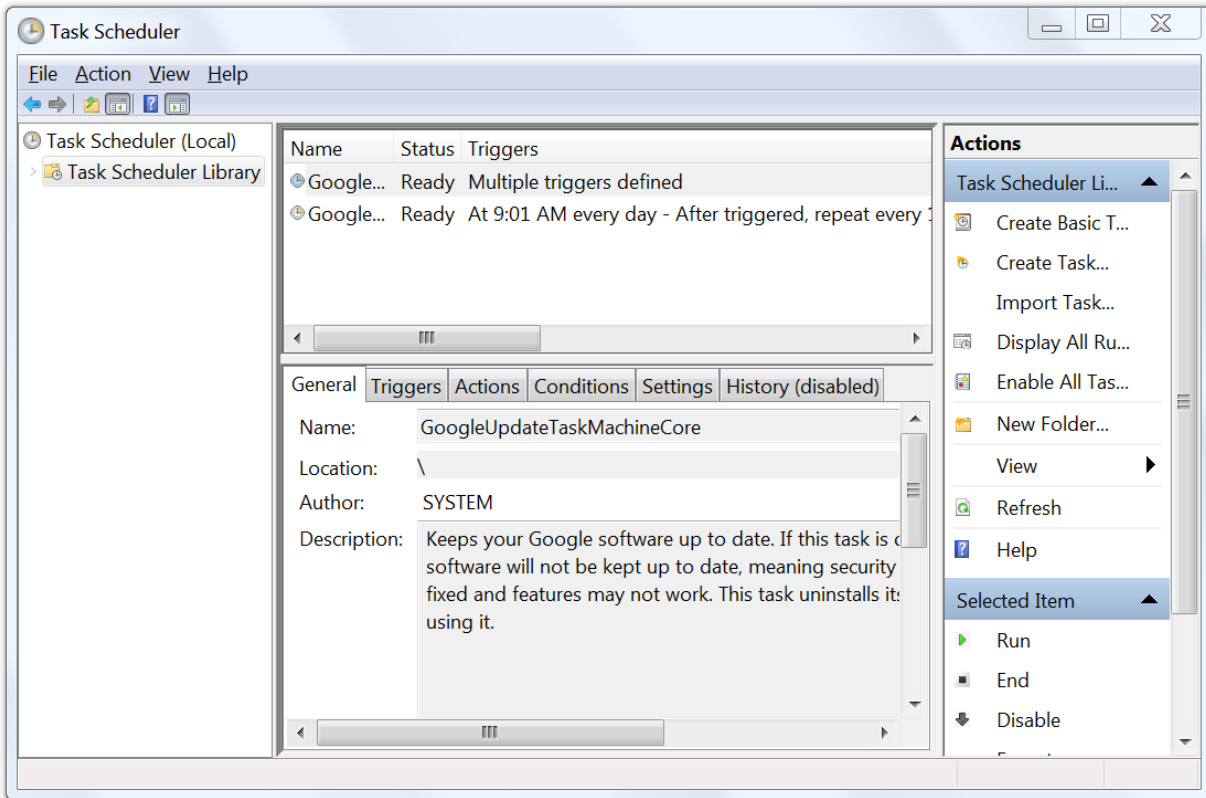 Task Scheduler
File Action View Help
Task Scheduler (Local)
Task Scheduler Library
Name Status Triggers
Google... Ready Multiple triggers defined
Google... Ready At 9:01 AM every day - After triggered, repeat every
General Triggers Actions Conditions Settings History (disabled)
Name: GoogleUpdateTaskMachineCore
Location: \
Author: SYSTEM
Description: Keeps your Google software up to date. If this task is
software will not be kept up to date, meaning security
fixed and features may not work. This task uninstalls
using it.
Actions
Task Scheduler Li...
Create Basic T...
Create Task...
Import Task...
Display All Ru...
Enable All Tas...
New Folder...
View
Refresh
Help
Selected Item
Run
End
Disable